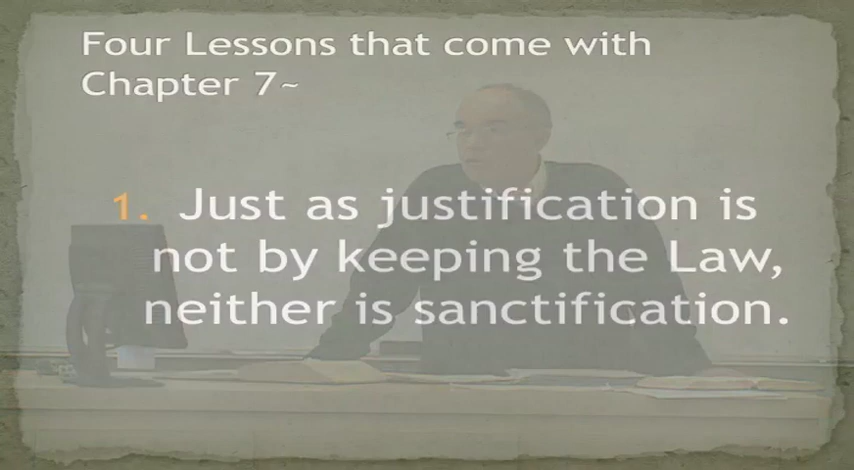 Four Lessons that come with
Chapter 7~
1. Just as justification is
not by keeping the Law,
neither is sanctification.